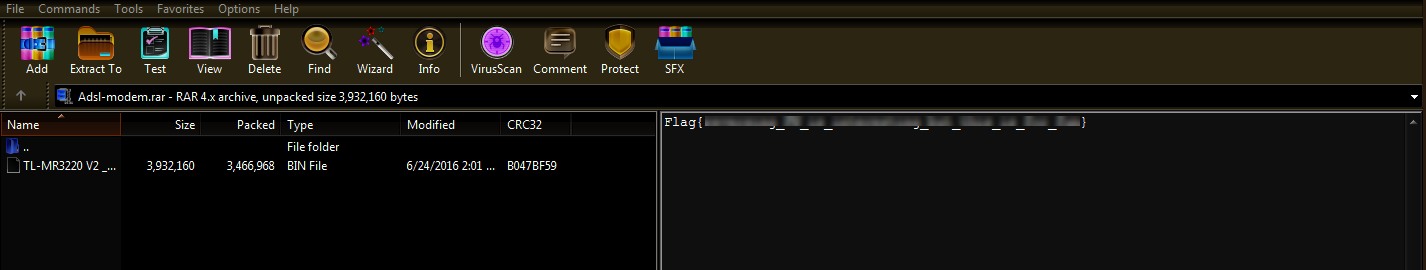 File Commands Tools Favorites Options Help
Add Extract To Test View Delete Find Wizard Info VirusScan Comment Protect SFX
Adsl-modem.rar - RAR 4.x archive, unpacked size 3,932,160 bytes
Name Size Packed Type Modified CRC32
.. File folder
TL-MR3220 V2 _... 3,932,160 3,466,968 BIN File 6/24/2016 2:01 ... B047BF59
Flag{ }